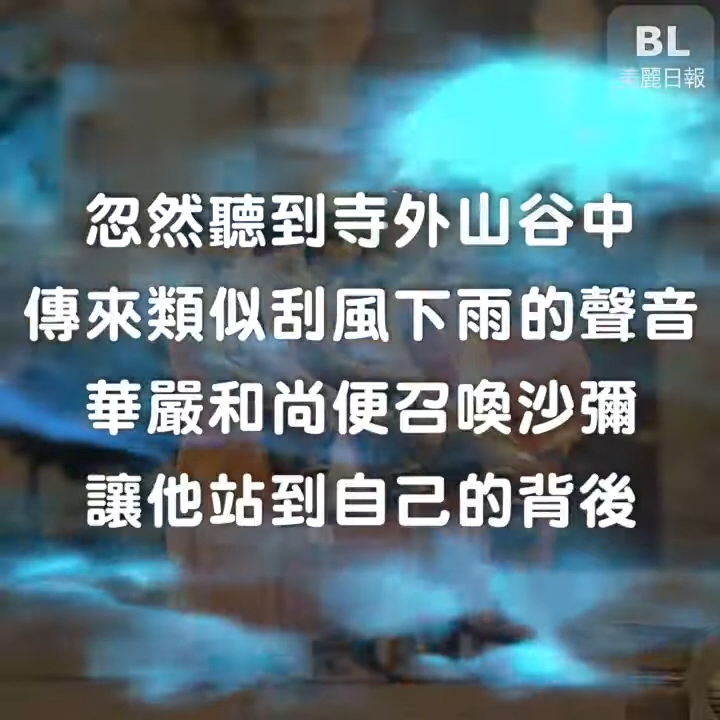 BL
美麗日報
忽然聽到寺外山谷中
傳來類似刮風下雨的聲音
華嚴和尚便召喚沙彌
讓他站到自己的背後